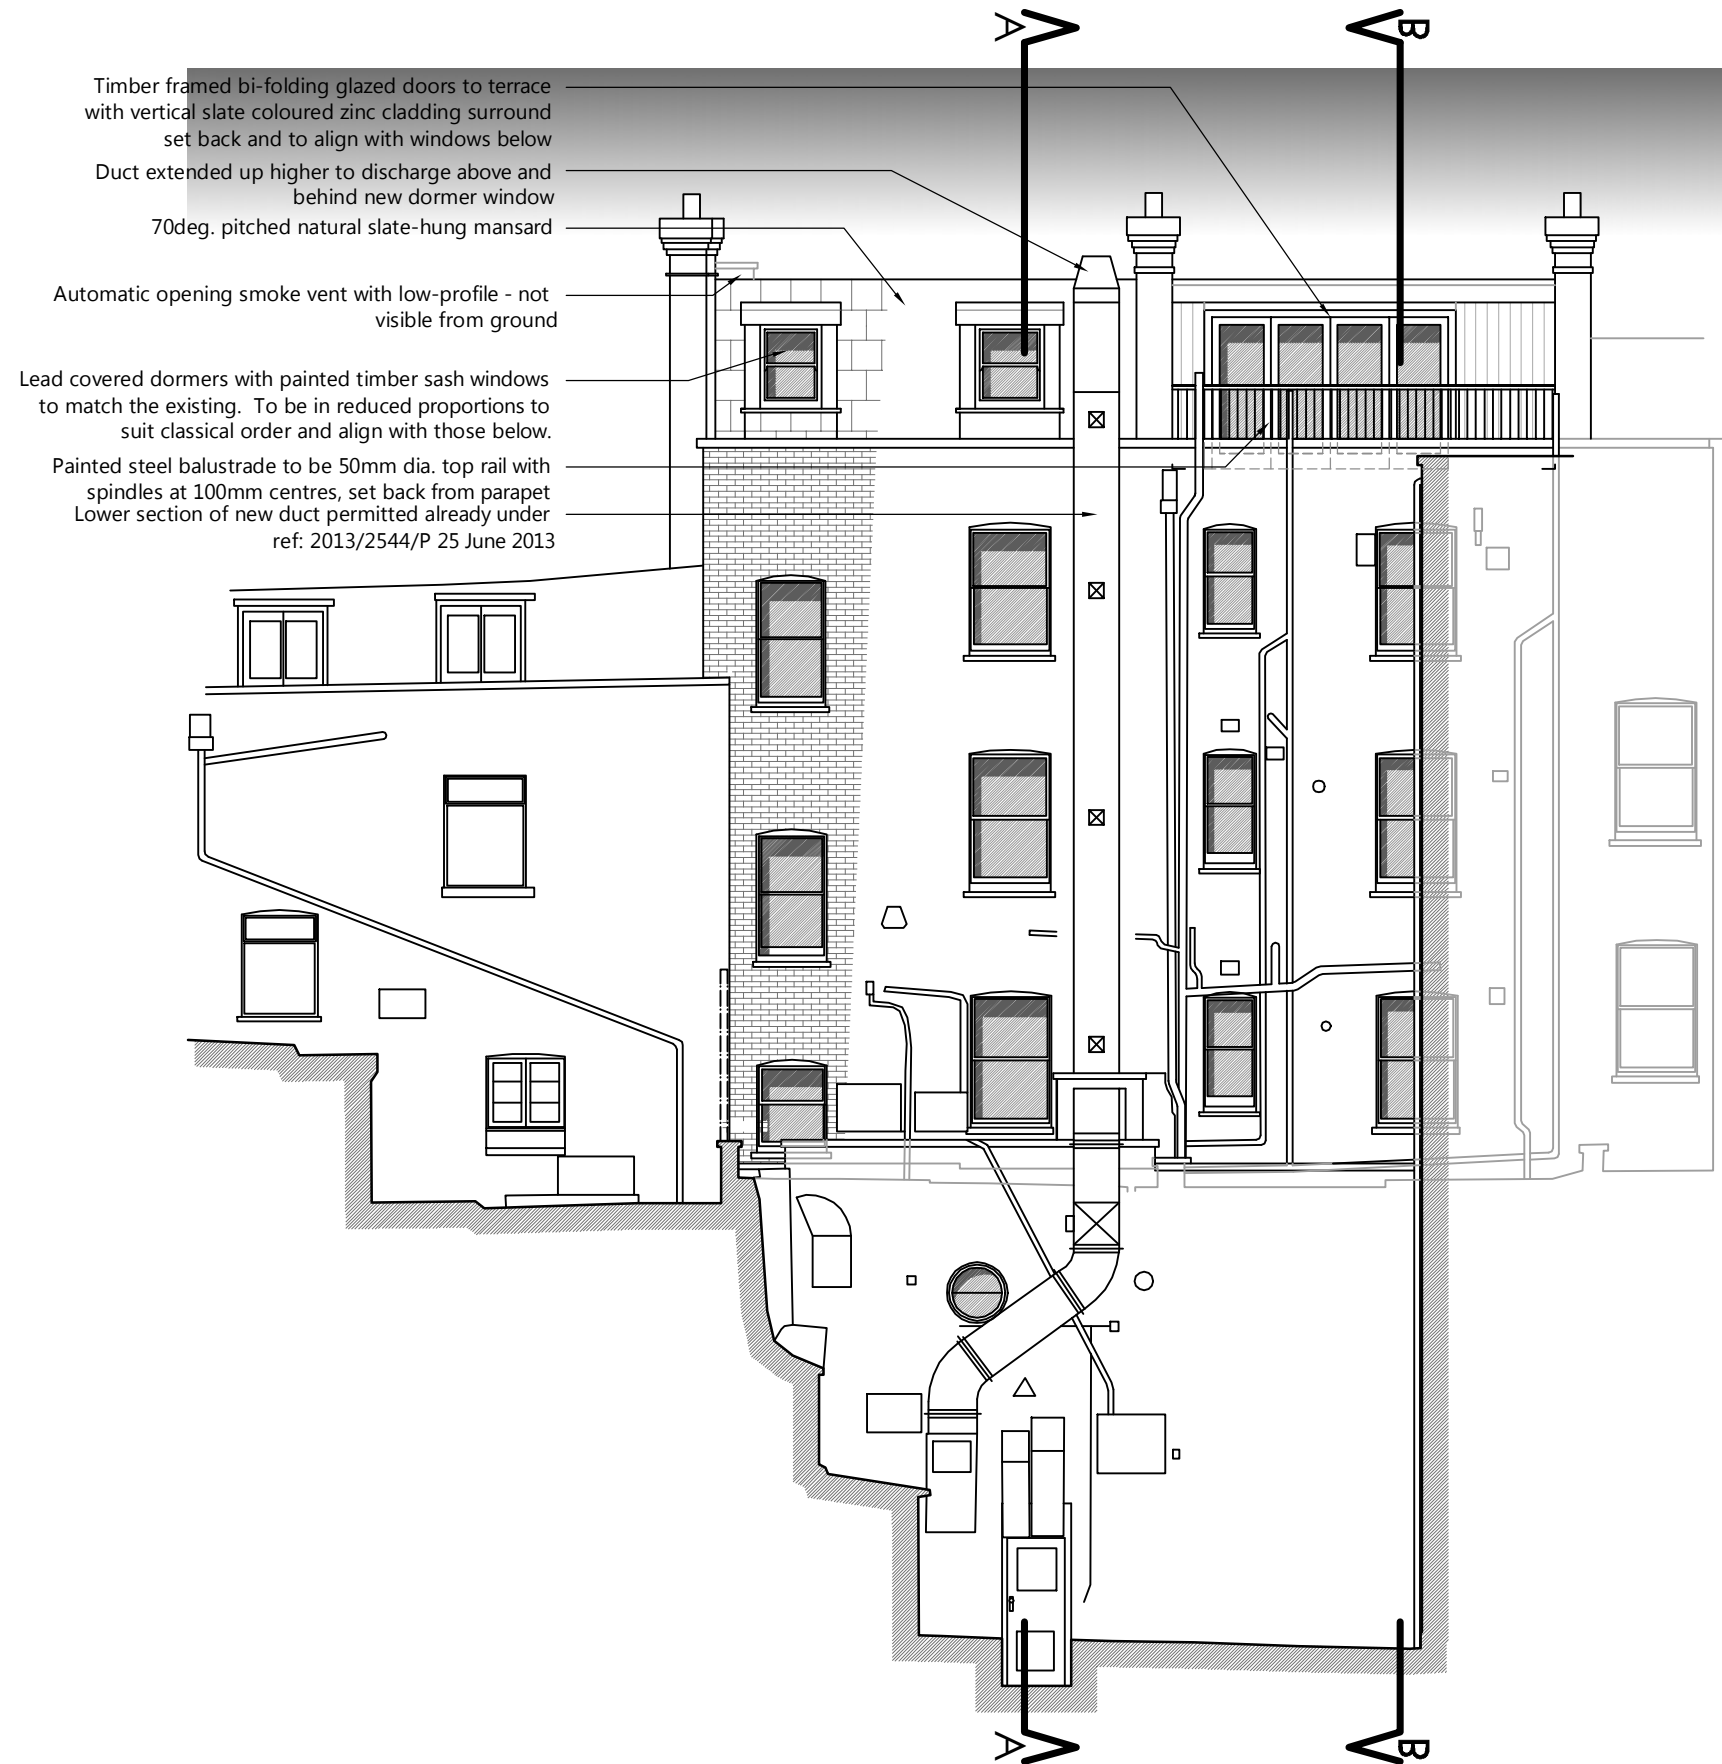 A
B
Timber framed bi-folding glazed doors to terrace
with vertical slate coloured zinc cladding surround
set back and to align with windows below
Duct extended up higher to discharge above and
behind new dormer window
70deg. pitched natural slate-hung mansard
Automatic opening smoke vent with low-profile - not
visible from ground
Lead covered dormers with painted timber sash windows
to match the existing.  To be in reduced proportions to
suit classical order and align with those below.
Painted steel balustrade to be 50mm dia. top rail with
spindles at 100mm centres, set back from parapet
Lower section of new duct permitted already under
ref: 2013/2544/P 25 June 2013
A
B